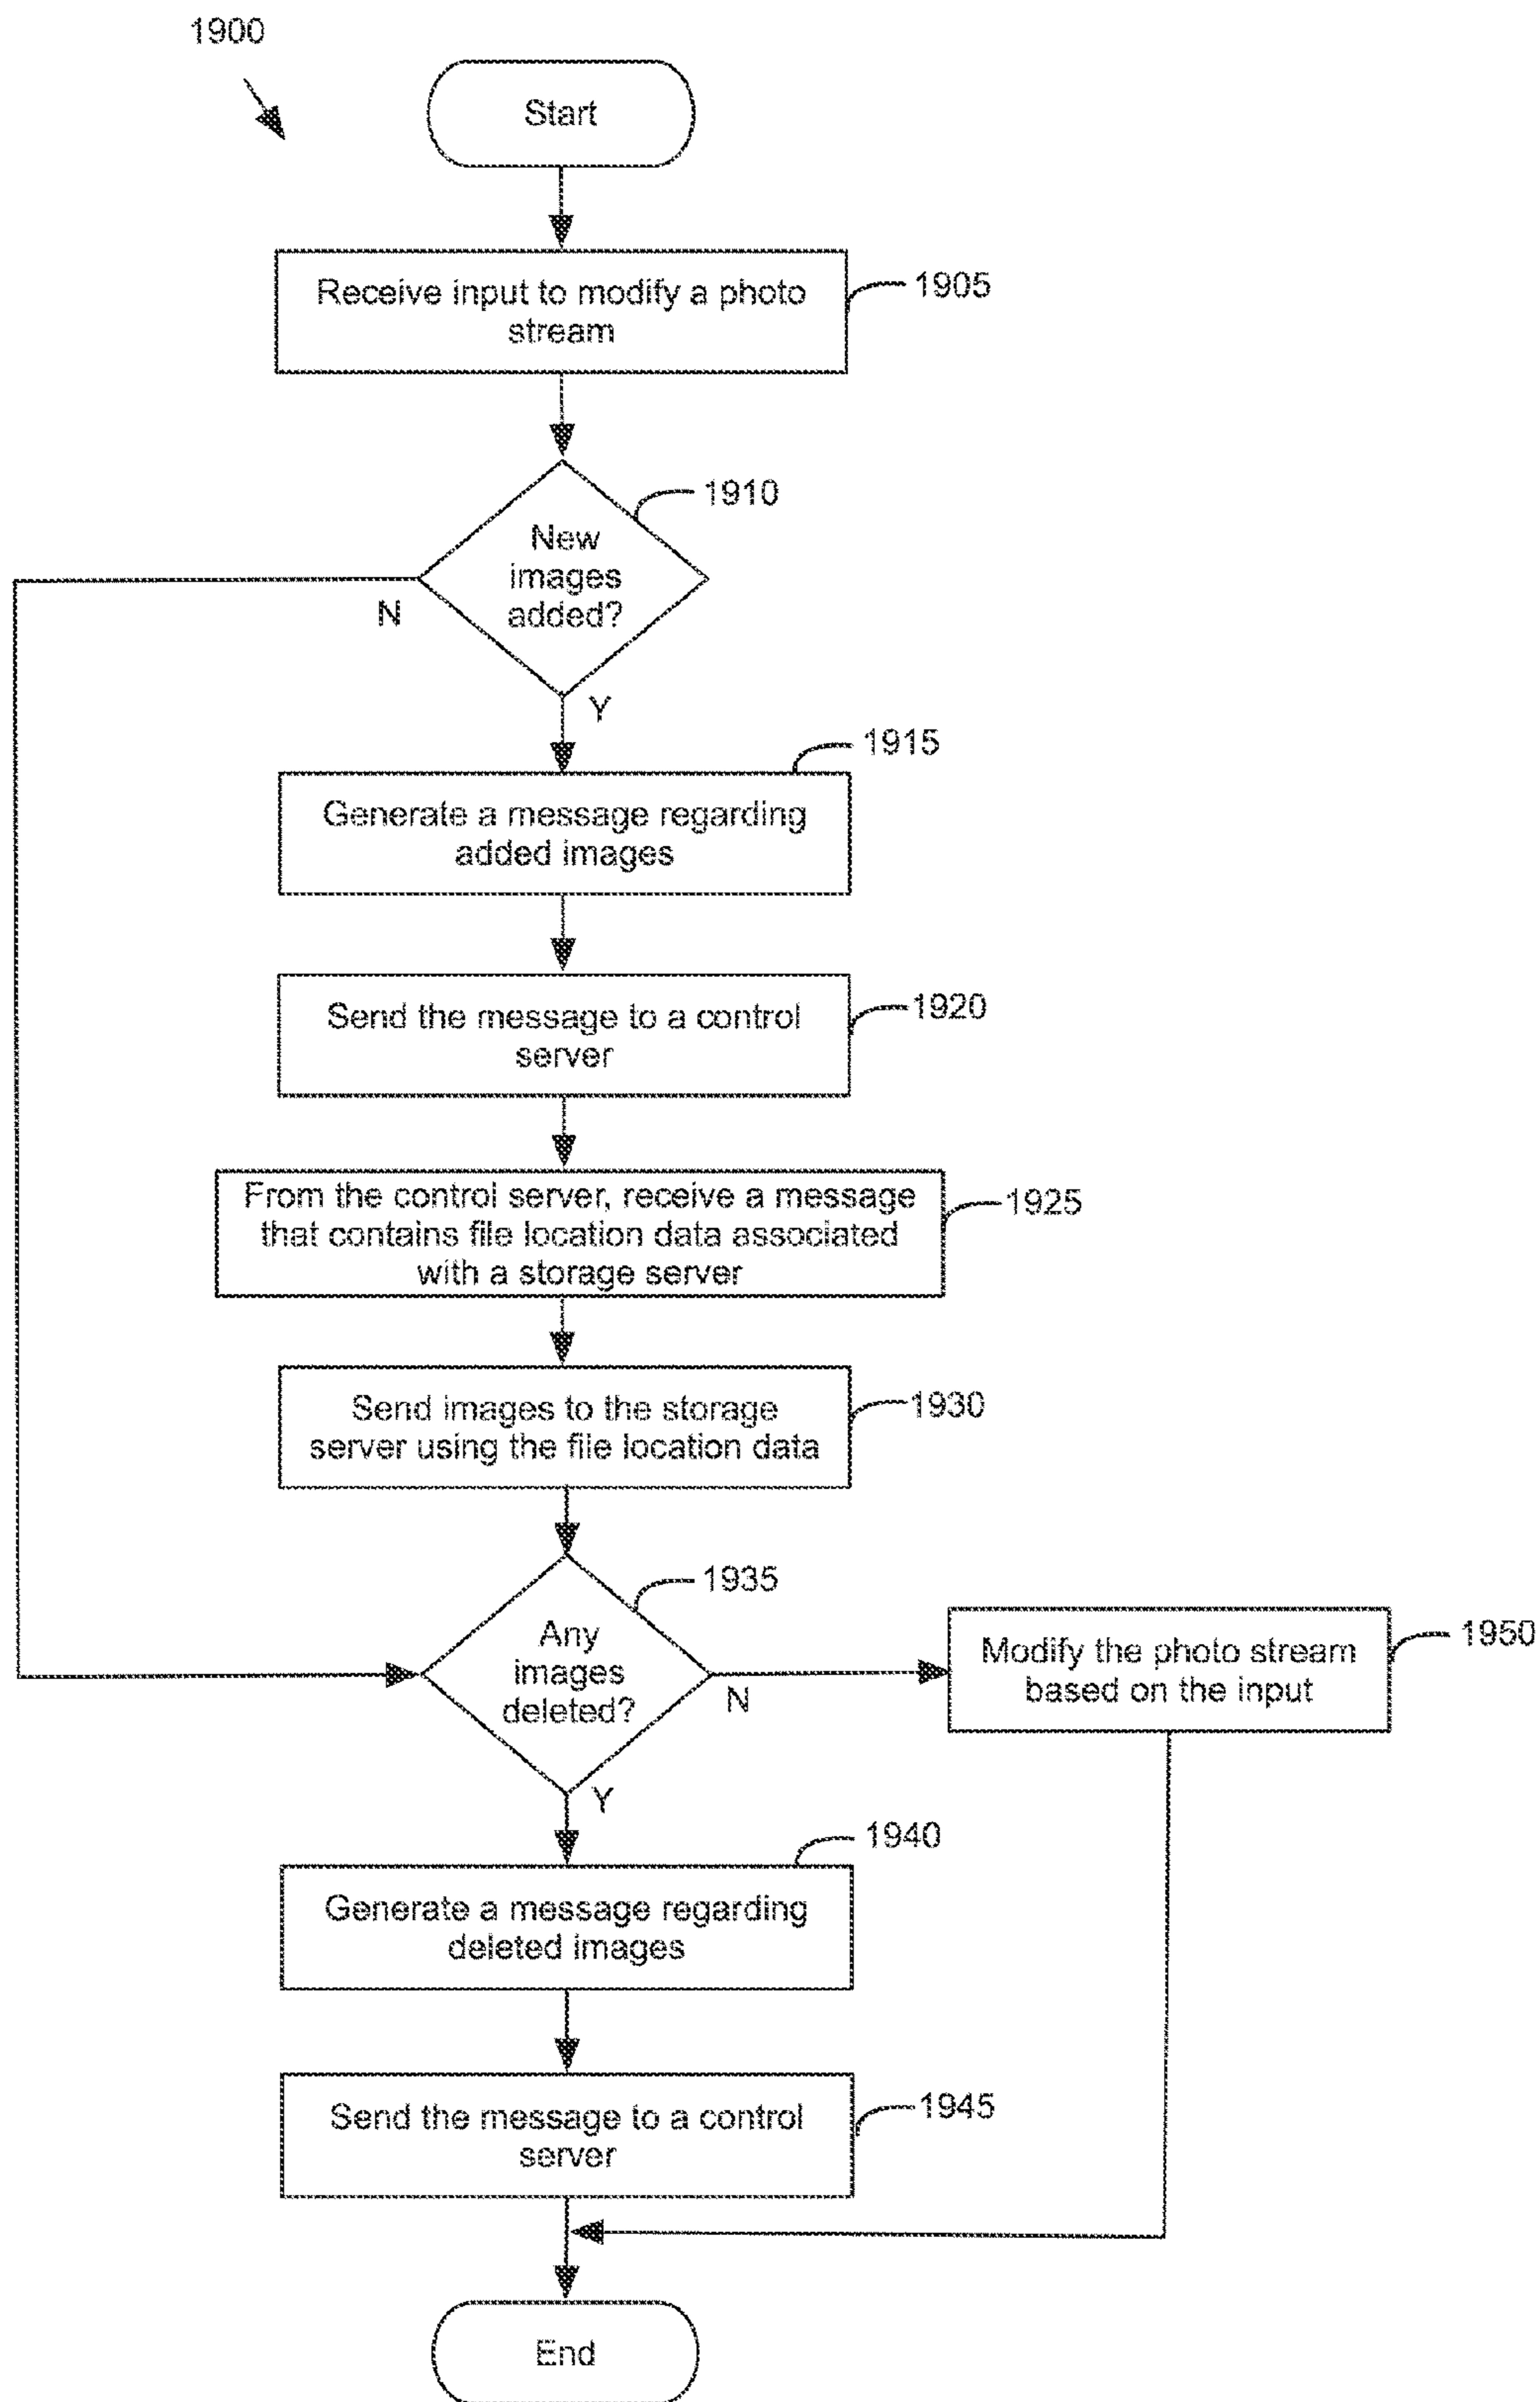 1900
Start
Receive input to modify a photo
stream
1905
New
images
added?
1910
N
Y
1915
Generate a message regarding
added images
Send the message to a control
server
1920
From the control server, receive a message
that contains file location data associated
with a storage server
1925
Send images to the storage
server using the file location data
1930
Any
images
deleted?
1935
N
Y
Modify the photo stream
based on the input
1950
1940
Generate a message regarding
deleted images
Send the message to a control
server
1945
End